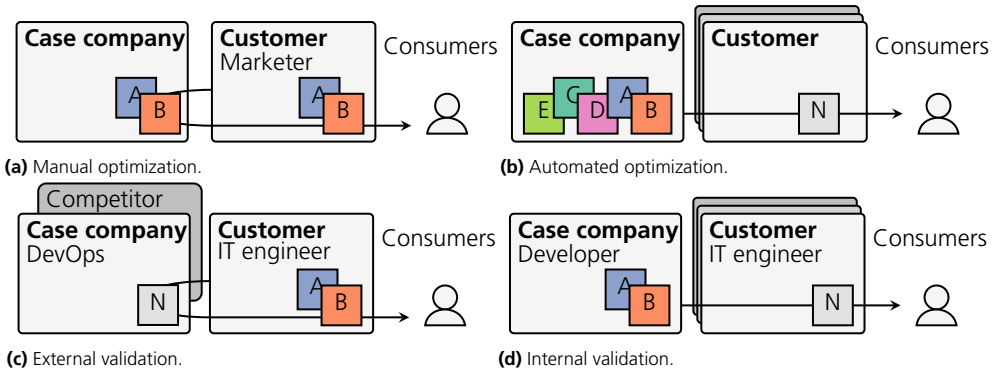 Case company
Customer
Marketer
Consumers
A
B
A
B
(a) Manual optimization.
Case company
Customer
Consumers
E
C
D
A
B
N
(b) Automated optimization.
Competitor
Case company
DevOps
Customer
IT engineer
Consumers
N
A
B
(c) External validation.
Case company
Developer
Customer
IT engineer
Consumers
A
B
N
(d) Internal validation.